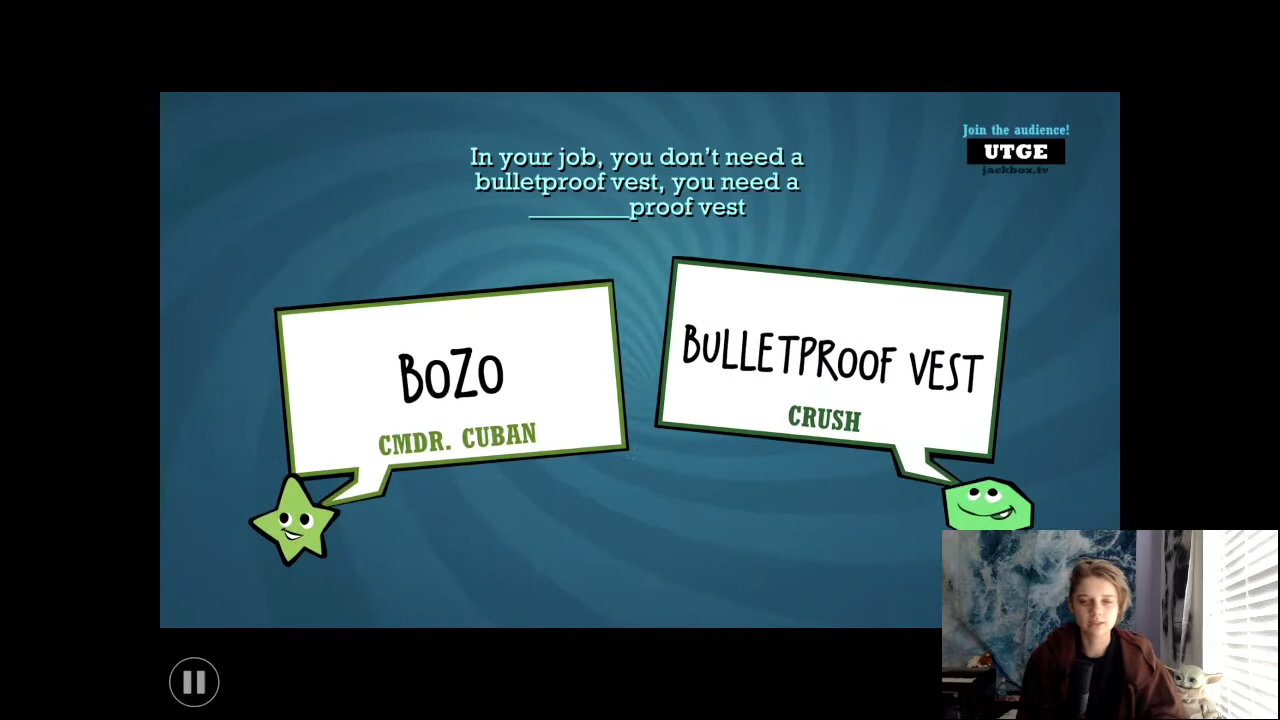 Join the audience!
UTGE
jackbox.tv
In your job, you don't need a
bulletproof vest, you need a
________proof vest
BOZO
CMDR. CUBAN
BULLETPROOF VEST
CRUSH